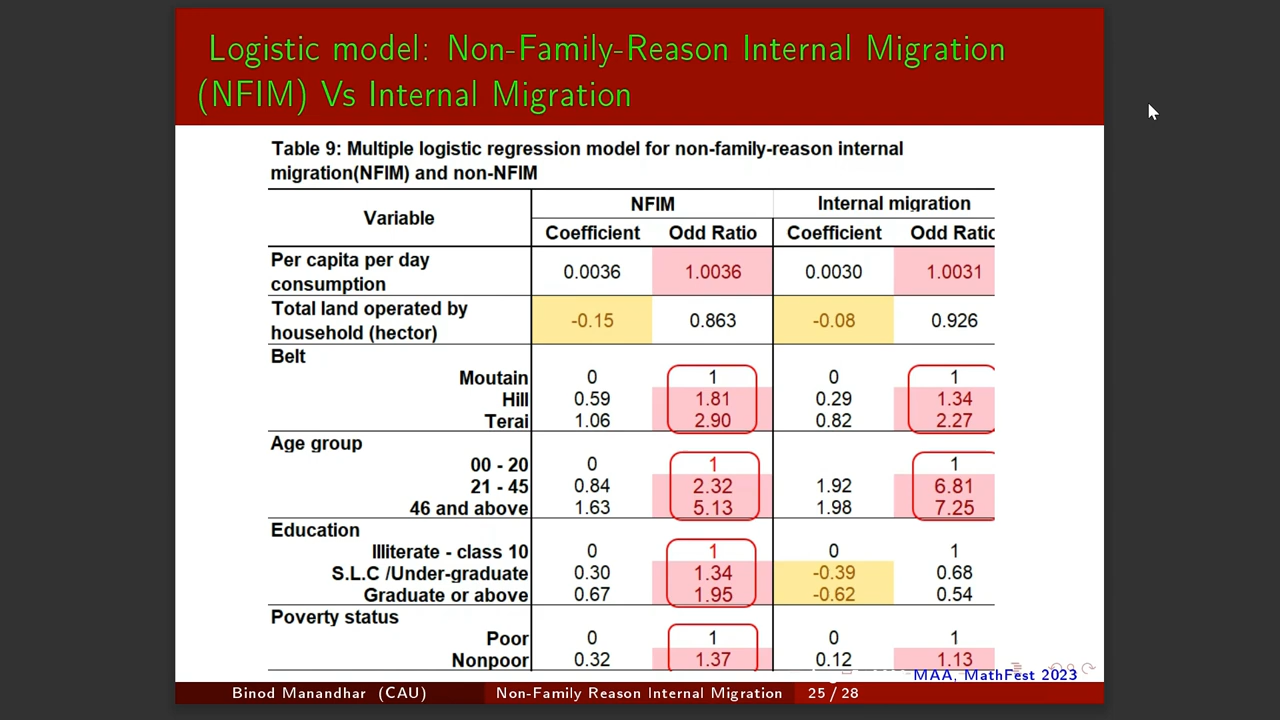 Logistic model: Non-Family-Reason Internal Migration
(NFIM) Vs Internal Migration
Table 9: Multiple logistic regression model for non-family-reason internal
migration(NFIM) and non-NFIM
Variable NFIM Internal migration
Coefficient Odd Ratio Coefficient Odd Ratio
Per capita per day
consumption 0.0036 1.0036 0.0030 1.0031
Total land operated by
household (hector) -0.15 0.863 -0.08 0.926
Belt
Moutain 0 1 0 1
Hill 0.59 1.81 0.29 1.34
Terai 1.06 2.90 0.82 2.27
Age group
00 - 20 0 1 1
21 - 45 0.84 2.32 1.92 6.81
46 and above 1.63 5.13 1.98 7.25
Education
Illiterate - class 10 0 1 0 1
S.L.C /Under-graduate 0.30 1.34 -0.39 0.68
Graduate or above 0.67 1.95 -0.62 0.54
Poverty status
Poor 0 1 0 1
Nonpoor 0.32 1.37 0.12 1.13
MAA, MathFest 2023
Binod Manandhar (CAU) Non-Family Reason Internal Migration 25 / 28